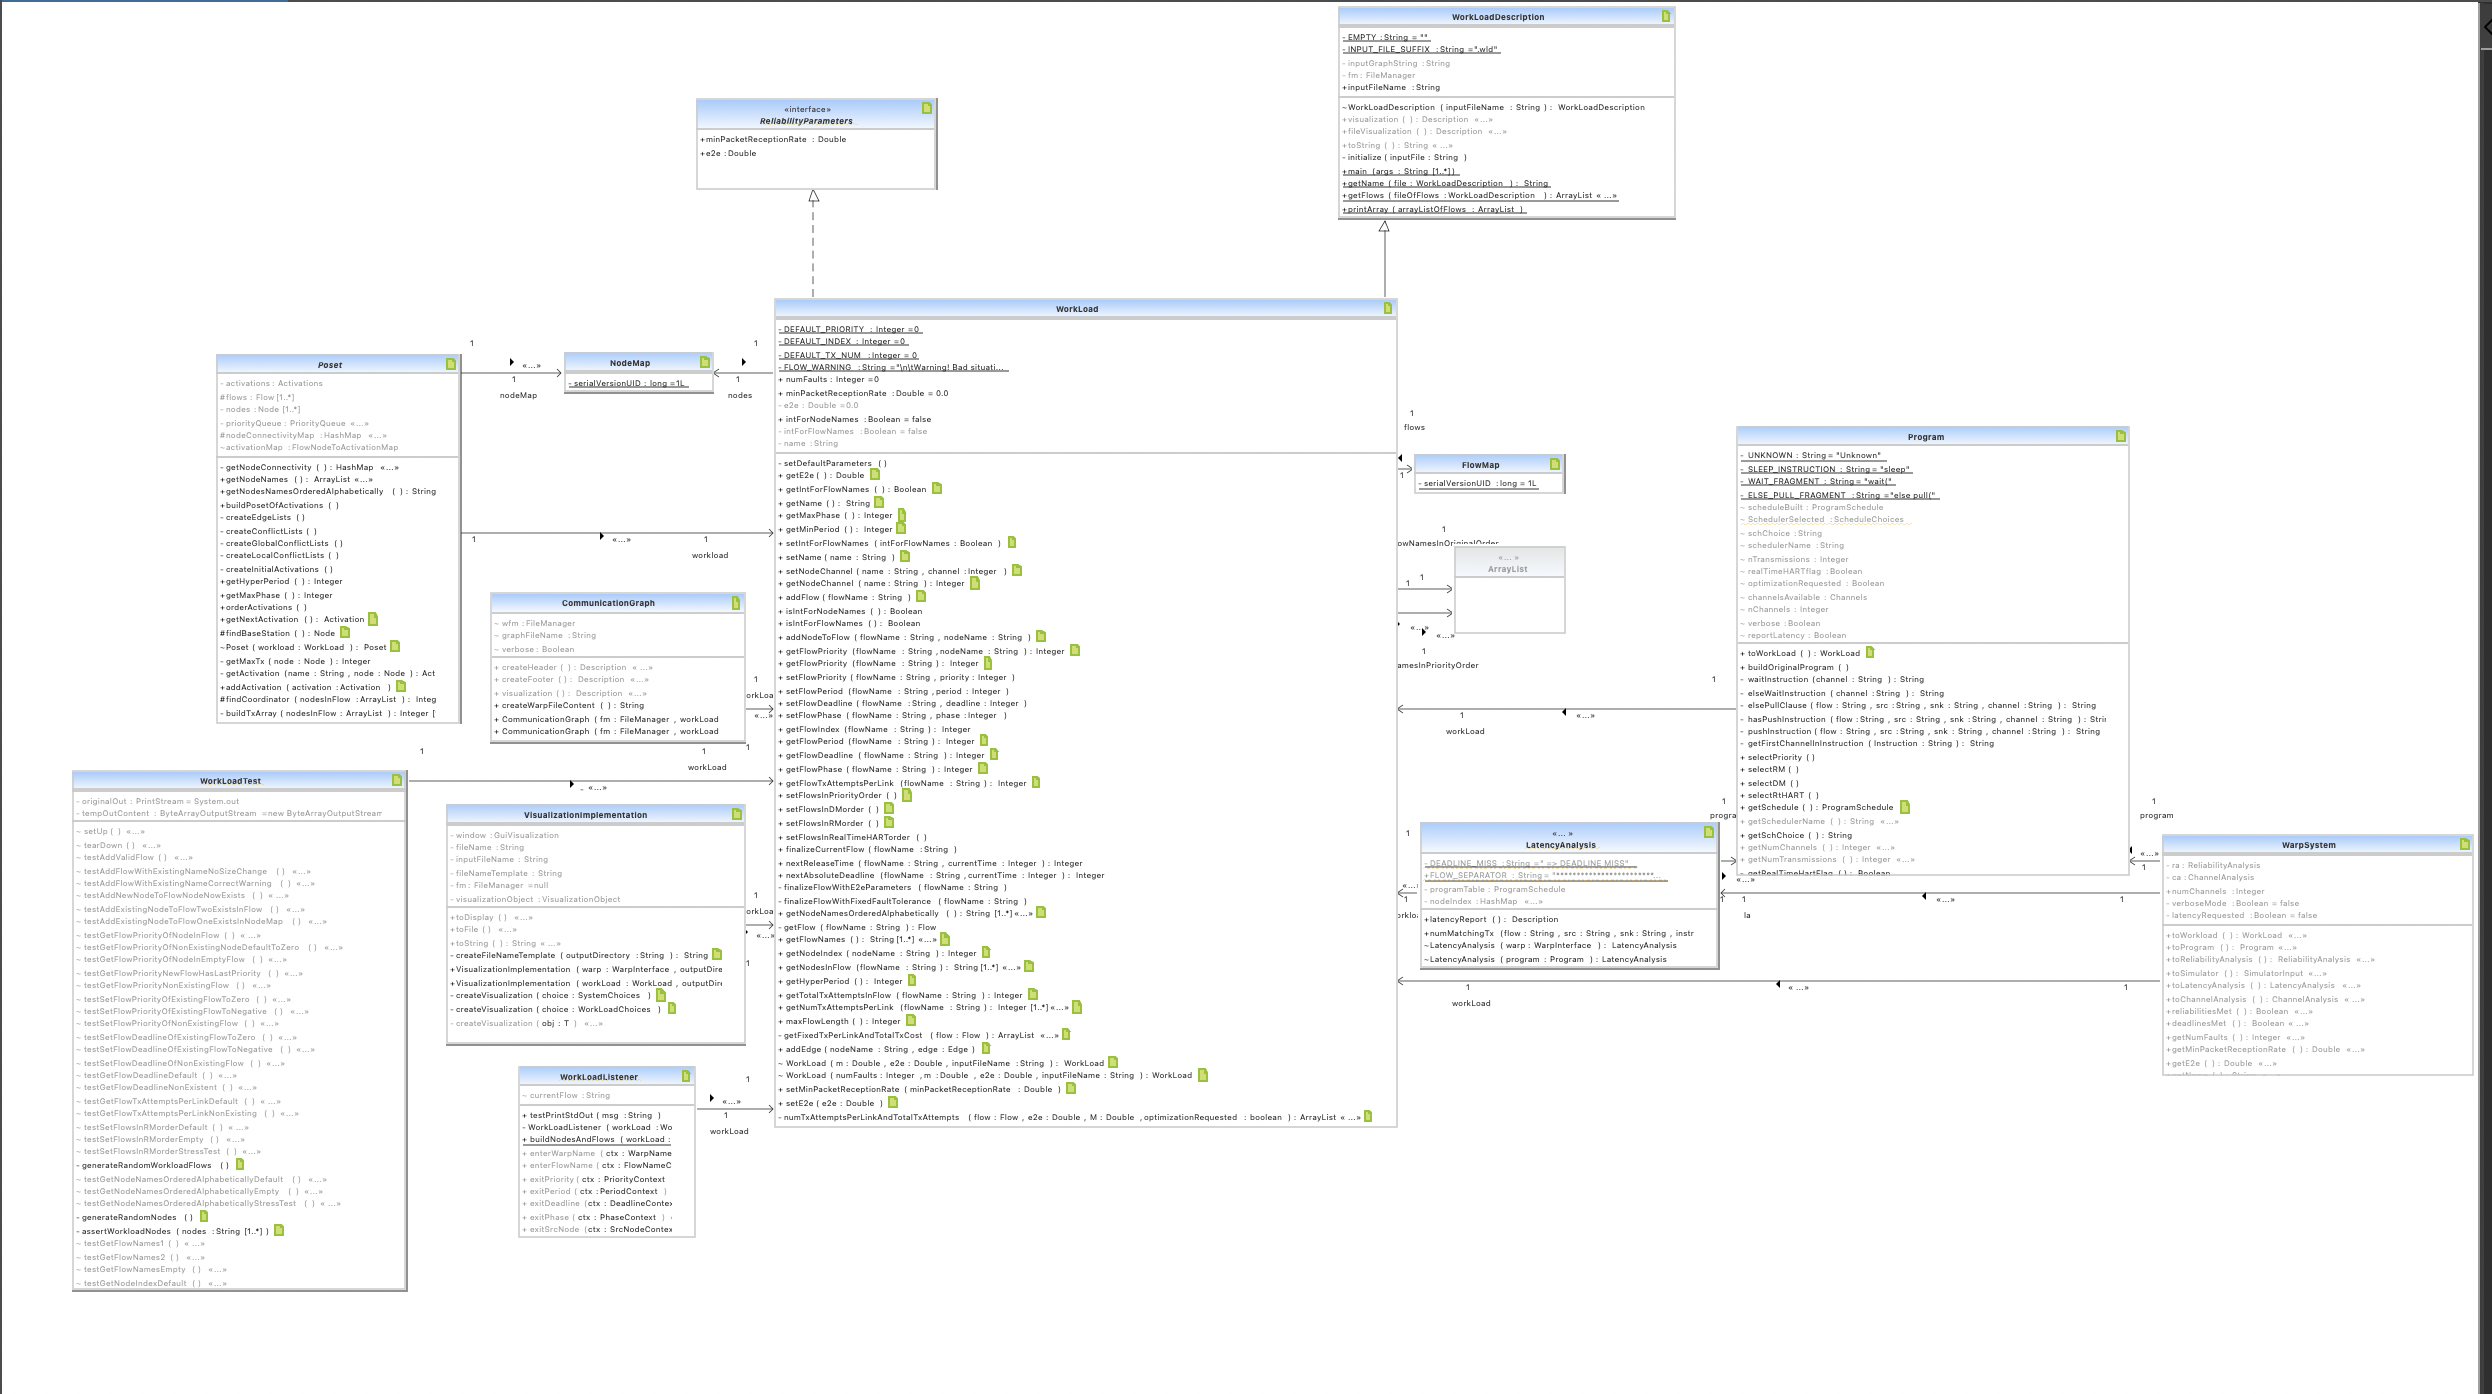 WorkLoadDescription
- EMPTY : String = ""
- INPUT_FILE_SUFFIX : String =".wld"
- inputGraphString : String
- fm : FileManager
+inputFileName : String
~WorkLoadDescription ( inputFileName : String ) : WorkLoadDescription
+visualization ( ) : Description «...»
+fileVisualization ( ) : Description «...»
+toString ( ) : String «...»
- initialize ( inputFile : String )
+main (args : String [1..*])
+getName ( file : WorkLoadDescription ) : String
+getFlows ( fileOfFlows : WorkLoadDescription ) : ArrayList «...»
+printArray ( arrayListOfFlows : ArrayList )
«interface»
ReliabilityParameters
+minPacketReceptionRate : Double
+e2e : Double
WorkLoad
- DEFAULT_PRIORITY : Integer =0
- DEFAULT_INDEX : Integer =0
- DEFAULT_TX_NUM : Integer = 0
- FLOW_WARNING : String ="\n\tWarning! Bad situati...
+ numFaults : Integer =0
+ minPacketReceptionRate : Double = 0.0
- e2e : Double =0.0
+ intForNodeNames : Boolean = false
- intForFlowNames : Boolean = false
- name : String
- setDefaultParameters ( )
+ getE2e ( ) : Double
+ getIntForFlowNames ( ) : Boolean
+ getName ( ) : String
+ getMaxPhase ( ) : Integer
+ getMinPeriod ( ) : Integer
+ setIntForFlowNames ( intForFlowNames : Boolean )
+ setName ( name : String )
+ setNodeChannel ( name : String , channel : Integer )
+ getNodeChannel ( name : String ) : Integer
+ addFlow ( flowName : String )
+ isIntForNodeNames ( ) : Boolean
+ isIntForFlowNames ( ) : Boolean
+ addNodeToFlow ( flowName : String , nodeName : String )
+ getFlowPriority (flowName : String , nodeName : String ) : Integer
+ getFlowPriority (flowName : String ) : Integer
+ setFlowPriority (flowName : String , priority : Integer )
+ setFlowPeriod (flowName : String , period : Integer )
+ setFlowDeadline (flowName : String , deadline : Integer )
+ setFlowPhase ( flowName : String , phase : Integer )
+ getFlowIndex (flowName : String ) : Integer
+ getFlowPeriod (flowName : String ) : Integer
+ getFlowDeadline ( flowName : String ) : Integer
+ getFlowPhase ( flowName : String ) : Integer
+ getFlowTxAttemptsPerLink (flowName : String ) : Integer
+ setFlowsInPriorityOrder ( )
+ setFlowsInDMorder ( )
+ setFlowsInRMorder ( )
+ setFlowsInRealTimeHARTorder ( )
+ finalizeCurrentFlow (flowName : String )
+ nextReleaseTime ( flowName : String , currentTime : Integer ) : Integer
+ nextAbsoluteDeadline (flowName : String , currentTime : Integer ) : Integer
- finalizeFlowWithE2eParameters ( flowName : String )
- finalizeFlowWithFixedFaultTolerance ( flowName : String )
+ getNodeNamesOrderedAlphabetically ( ) : String [1..*] «...»
- getFlow ( flowName : String ) : Flow
+ getFlowNames ( ) : String [1..*] «...»
+ getNodeIndex ( nodeName : String ) : Integer
+ getNodesInFlow (flowName : String ) : String [1..*] «...»
+ getHyperPeriod ( ) : Integer
+ getTotalTxAttemptsInFlow ( flowName : String ) : Integer
+ getNumTxAttemptsPerLink (flowName : String ) : Integer [1..*] «...»
+ maxFlowLength ( ) : Integer
- getFixedTxPerLinkAndTotalTxCost ( flow : Flow ) : ArrayList «...»
+ addEdge ( nodeName : String , edge : Edge )
~ WorkLoad ( m : Double , e2e : Double , inputFileName : String ) : WorkLoad
~ WorkLoad ( numFaults : Integer , m : Double , e2e : Double , inputFileName : String ) : WorkLoad
+ setMinPacketReceptionRate ( minPacketReceptionRate : Double )
+ setE2e ( e2e : Double )
- numTxAttemptsPerLinkAndTotalTxAttempts ( flow : Flow , e2e : Double , M : Double , optimizationRequested : boolean ) : ArrayList «...»
Poset
- activations : Activations
#flows : Flow [1..*]
- nodes : Node [1..*]
- priorityQueue : PriorityQueue «...»
#nodeConnectivityMap : HashMap «...»
~activationMap : FlowNodeToActivationMap
- getNodeConnectivity ( ) : HashMap «...»
+getNodeNames ( ) : ArrayList «...»
+getNodesNamesOrderedAlphabetically ( ) : String
+buildPosetOfActivations ( )
- createEdgeLists ( )
- createConflictLists ( )
- createGlobalConflictLists ( )
- createLocalConflictLists ( )
- createInitialActivations ( )
+getHyperPeriod ( ) : Integer
+getMaxPhase ( ) : Integer
+orderActivations ( )
+getNextActivation ( ) : Activation
#findBaseStation ( ) : Node
~Poset ( workload : WorkLoad ) : Poset
- getMaxTx ( node : Node ) : Integer
- getActivation (name : String , node : Node ) : Act
+addActivation ( activation : Activation )
#findCoordinator ( nodesInFlow : ArrayList ) : Integ
- buildTxArray ( nodesInFlow : ArrayList ) : Integer [
1
«...»
1
nodeMap
NodeMap
- serialVersionUID : long =1L
1
1
nodes
1
«...»
1
workload
CommunicationGraph
~ wfm : FileManager
~ graphFileName : String
~ verbose : Boolean
+ createHeader ( ) : Description «...»
+ createFooter ( ) : Description «...»
+ visualization ( ) : Description «...»
+ createWarpFileContent ( ) : String
+ CommunicationGraph ( fm : FileManager , workLoad
+ CommunicationGraph ( fm : FileManager , workLoad
1
orkLoa
«...»
1
1
1
workLoad
«...»
WorkLoadTest
- originalOut : PrintStream = System.out
- tempOutContent : ByteArrayOutputStream =new ByteArrayOutputStream
~ setUp ( ) «...»
~ tearDown ( ) «...»
~ testAddValidFlow ( ) «...»
~ testAddFlowWithExistingNameNoSizeChange ( ) «...»
~ testAddFlowWithExistingNameCorrectWarning ( ) «...»
~ testAddNewNodeToFlowNodeNowExists ( ) «...»
~ testAddExistingNodeToFlowTwoExistsInFlow ( ) «...»
~ testAddExistingNodeToFlowOneExistsInNodeMap ( ) «...»
~ testGetFlowPriorityOfNodeInFlow ( ) «...»
~ testGetFlowPriorityOfNonExistingNodeDefaultToZero ( ) «...»
~ testGetFlowPriorityOfNodeInEmptyFlow ( ) «...»
~ testGetFlowPriorityNewFlowHasLastPriority ( ) «...»
~ testGetFlowPriorityNonExistingFlow ( ) «...»
~ testSetFlowPriorityOfExistingFlowToZero ( ) «...»
~ testSetFlowPriorityOfExistingFlowToNegative ( ) «...»
~ testSetFlowPriorityOfNonExistingFlow ( ) «...»
~ testSetFlowDeadlineOfExistingFlowToZero ( ) «...»
~ testSetFlowDeadlineOfExistingFlowToNegative ( ) «...»
~ testSetFlowDeadlineOfNonExistingFlow ( ) «...»
~ testGetFlowDeadlineDefault ( ) «...»
~ testGetFlowDeadlineNonExistent ( ) «...»
~ testGetFlowTxAttemptsPerLinkDefault ( ) «...»
~ testGetFlowTxAttemptsPerLinkNonExisting ( ) «...»
~ testSetFlowsInRMorderDefault ( ) «...»
~ testSetFlowsInRMorderEmpty ( ) «...»
~ testSetFlowsInRMorderStressTest ( ) «...»
- generateRandomWorkloadFlows ( )
~ testGetNodeNamesOrderedAlphabeticallyDefault ( ) «...»
~ testGetNodeNamesOrderedAlphabeticallyEmpty ( ) «...»
~ testGetNodeNamesOrderedAlphabeticallyStressTest ( ) «...»
- generateRandomNodes ( )
- assertWorkloadNodes ( nodes : String [1..*] )
~ testGetFlowNames1 ( ) «...»
~ testGetFlowNames2 ( ) «...»
~ testGetFlowNamesEmpty ( ) «...»
~ testGetNodeIndexDefault ( ) «...»
VisualizationImplementation
- window : GuiVisualization
- fileName : String
- inputFileName : String
- fileNameTemplate : String
- fm : FileManager =null
- visualizationObject : VisualizationObject
+toDisplay ( ) «...»
+toFile ( ) «...»
+toString ( ) : String «...»
- createFileNameTemplate ( outputDirectory : String ) : String
+VisualizationImplementation ( warp : WarpInterface , outputDire
+VisualizationImplementation ( workLoad : WorkLoad , outputDire
- createVisualization ( choice : SystemChoices )
- createVisualization ( choice : WorkLoadChoices )
- createVisualization ( obj : T ) «...»
1
orkLoa
«...»
1
WorkLoadListener
~ currentFlow : String
+ testPrintStdOut ( msg : String )
- WorkLoadListener ( workLoad : Wo
+ buildNodesAndFlows ( workLoad :
+ enterWarpName ( ctx : WarpName
+ enterFlowName ( ctx : FlowNameC
+ exitPriority ( ctx : PriorityContext
+ exitPeriod ( ctx : PeriodContext )
+ exitDeadline ( ctx : DeadlineContex
+ exitPhase ( ctx : PhaseContext )
+ exitSrcNode ( ctx : SrcNodeContex
1
«...»
1
workLoad
1
flows
1
FlowMap
- serialVersionUID : long = 1L
1
owNamesInOriginalOrder
«...»
ArrayList
1
1
«...»
«...»
1
amesInPriorityOrder
1
1
«...»
workLoad
Program
- UNKNOWN : String = "Unknown"
- SLEEP_INSTRUCTION : String = "sleep"
- WAIT_FRAGMENT : String = "wait("
- ELSE_PULL_FRAGMENT : String ="else pull("
~ scheduleBuilt : ProgramSchedule
~ SchedulerSelected : ScheduleChoices
~ schChoice : String
~ schedulerName : String
~ nTransmissions : Integer
~ realTimeHARTflag : Boolean
~ optimizationRequested : Boolean
~ channelsAvailable : Channels
~ nChannels : Integer
~ verbose : Boolean
~ reportLatency : Boolean
+ toWorkLoad ( ) : WorkLoad
+ buildOriginalProgram ( )
- waitInstruction (channel : String ) : String
- elseWaitInstruction ( channel : String ) : String
- elsePullClause ( flow : String , src : String , snk : String , channel : String ) : String
- hasPushInstruction ( flow : String , src : String , snk : String , channel : String ) : Strin
- pushInstruction ( flow : String , src : String , snk : String , channel : String ) : String
- getFirstChannelInInstruction ( Instruction : String ) : String
+ selectPriority ( )
+ selectRM ( )
+ selectDM ( )
+ selectRtHART ( )
+ getSchedule ( ) : ProgramSchedule
+ getSchedulerName ( ) : String «...»
+ getSchChoice ( ) : String
+ getNumChannels ( ) : Integer «...»
+ getNumTransmissions ( ) : Integer «...»
+ getRealTimeHartFlag ( ) : Boolean
1
progra
«...»
LatencyAnalysis
- DEADLINE_MISS : String =" => DEADLINE MISS"
- programTable : ProgramSchedule
- nodeIndex : HashMap «...»
+latencyReport ( ) : Description
+numMatchingTx (flow : String , src : String , snk : String , instr
~LatencyAnalysis ( warp : WarpInterface ) : LatencyAnalysis
~LatencyAnalysis ( program : Program ) : LatencyAnalysis
1
«...»
1
«...»
1
1
la
«...»
1
1
program
«...»
1
WarpSystem
- ra : ReliabilityAnalysis
- ca : ChannelAnalysis
+numChannels : Integer
- verboseMode : Boolean = false
- latencyRequested : Boolean = false
+toWorkload ( ) : WorkLoad «...»
+toProgram ( ) : Program «...»
+toReliabilityAnalysis ( ) : ReliabilityAnalysis «...»
+toSimulator ( ) : SimulatorInput «...»
+toLatencyAnalysis ( ) : LatencyAnalysis «...»
+toChannelAnalysis ( ) : ChannelAnalysis «...»
+reliabilitiesMet ( ) : Boolean «...»
+deadlinesMet ( ) : Boolean «...»
+getNumFaults ( ) : Integer «...»
+getMinPacketReceptionRate ( ) : Double «...»
+getE2e ( ) : Double «...»
1
«...»
1
workLoad